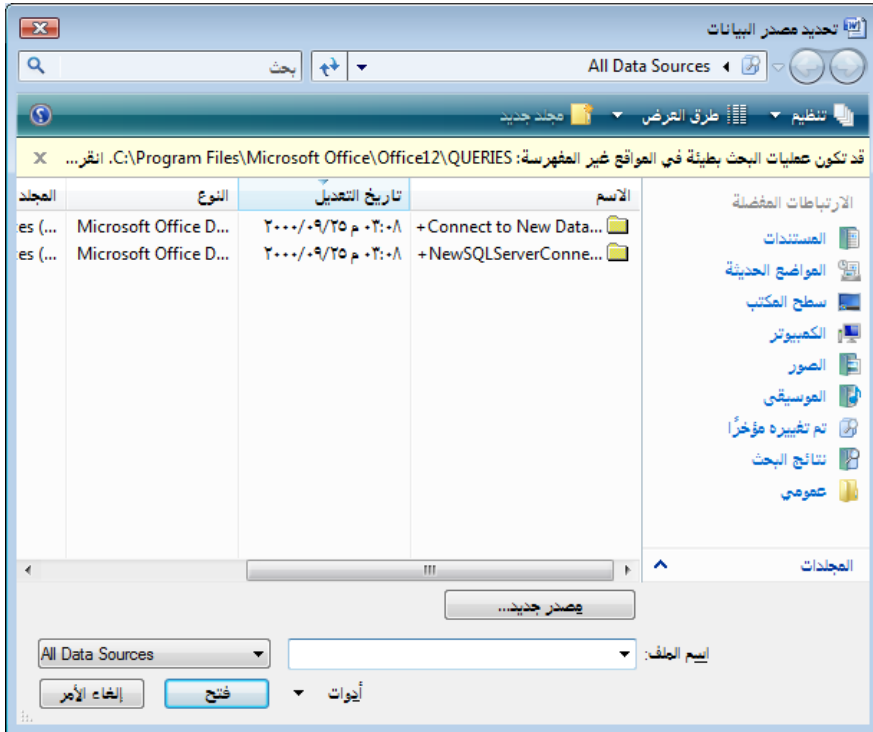 تحديد مصدر البيانات
All Data Sources
بحث
تنظيم
طرق العرض
مجلد جديد
قد تكون عمليات البحث بطيئة في المواقع غير المفهرسة: C:\Program Files\Microsoft Office\Office12\QUERIES. انقر...
الارتباطات المفضلة
المستندات
المواضع الحديثة
سطح المكتب
الكمبيوتر
الصور
الموسيقى
تم تغييره مؤخرًا
نتائج البحث
عمومي
المجلدات
الاسم تاريخ التعديل النوع المجلد
+Connect to New Data... ٢٠٠٠/٠٩/٢٥ ٠٣:٠٨ م Microsoft Office D... es (...
+NewSQLServerConne... ٢٠٠٠/٠٩/٢٥ ٠٣:٠٨ م Microsoft Office D... es (...
مصدر جديد...
اسم الملف:
All Data Sources
أدوات
فتح
إلغاء الأمر